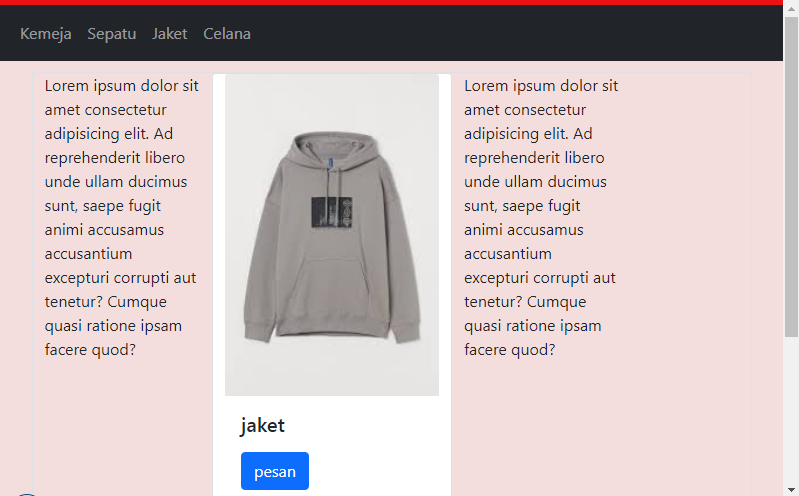 Kemeja Sepatu Jaket Celana
Lorem ipsum dolor sit
amet consectetur
adipisicing elit. Ad
reprehenderit libero
unde ullam ducimus
sunt, saepe fugit
animi accusamus
accusantium
excepturi corrupti aut
tenetur? Cumque
quasi ratione ipsam
facere quod?
jaket
pesan
Lorem ipsum dolor sit
amet consectetur
adipisicing elit. Ad
reprehenderit libero
unde ullam ducimus
sunt, saepe fugit
animi accusamus
accusantium
excepturi corrupti aut
tenetur? Cumque
quasi ratione ipsam
facere quod?